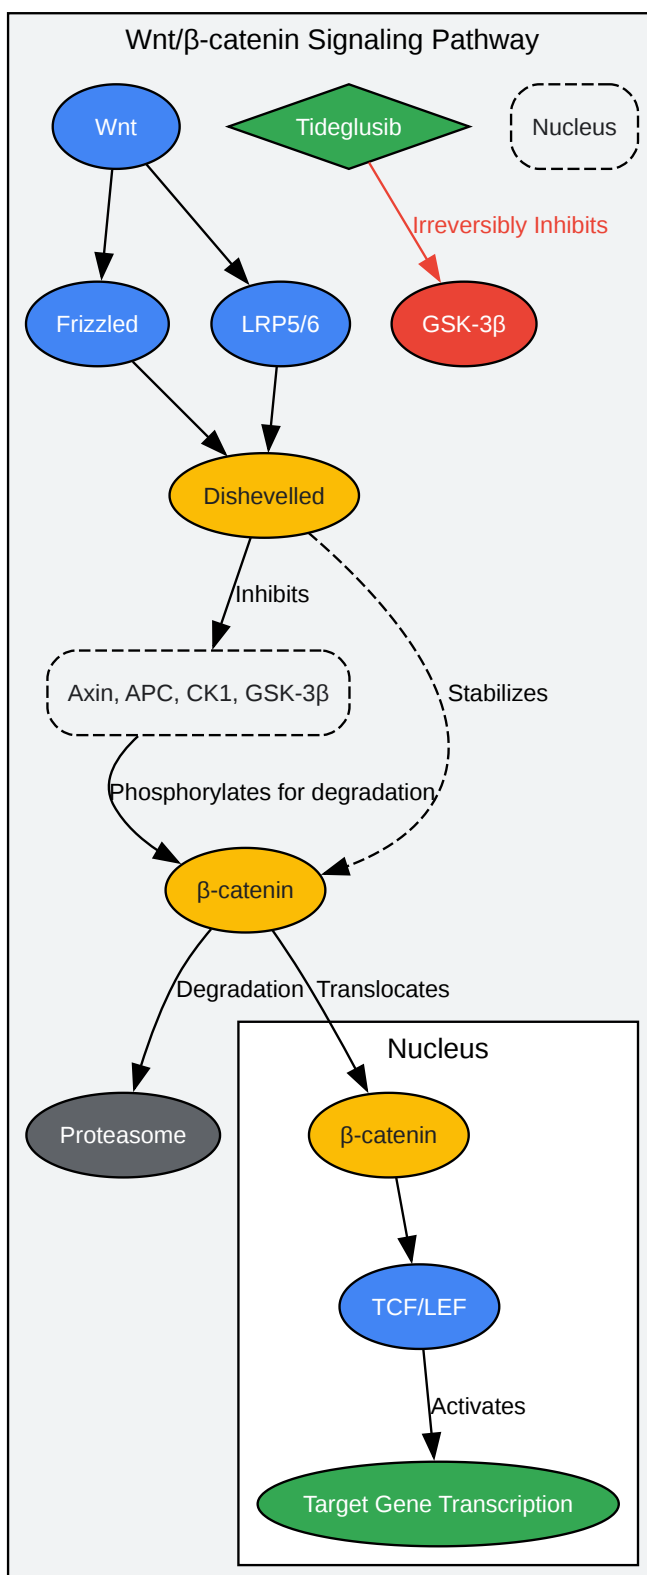 Wnt/β-catenin Signaling Pathway
Wnt
Tideglusib
Nucleus
Irreversibly Inhibits
Frizzled
LRP5/6
GSK-3β
Dishevelled
Inhibits
Axin, APC, CK1, GSK-3β
Stabilizes
Phosphorylates for degradation
β-catenin
Degradation
Translocates
Nucleus
Proteasome
β-catenin
TCF/LEF
Activates
Target Gene Transcription